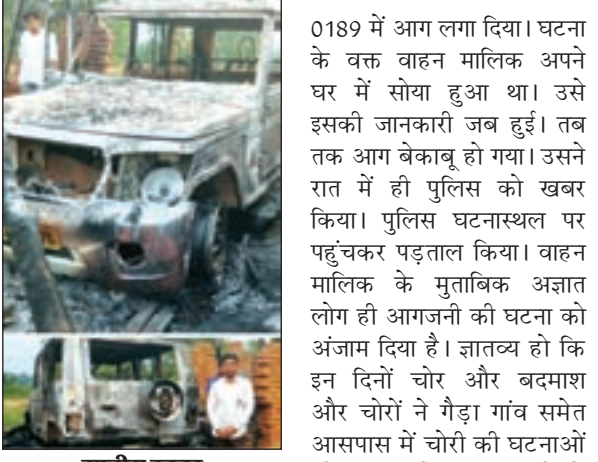 0189 में आग लगा दिया। घटना
के वक्त वाहन मालिक अपने
घर में सोया हुआ था। उसे
इसकी जानकारी जब हुई। तब
तक आग बेकाबू हो गया। उसने
रात में ही पुलिस को खबर
किया। पुलिस घटनास्थल पर
पहुंचकर पड़ताल किया। वाहन
मालिक के मुताबिक अज्ञात
लोग ही आगजनी की घटना को
अंजाम दिया है। ज्ञातव्य हो कि
इन दिनों चोर और बदमाश
और चोरों ने गैड़ा गांव समेत
आसपास में चोरी की घटनाओं